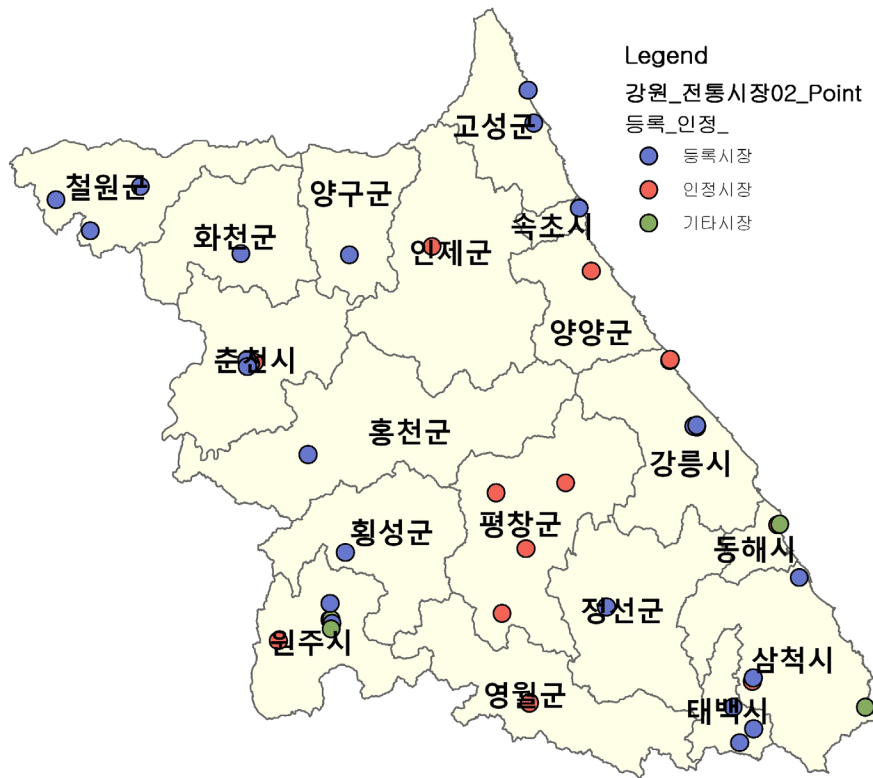 Legend
강원_전통시장02_Point
등록_인정_
등록시장
인정시장
기타시장
고성군
철원군
양구군
화천군
인제군
속초시
양양군
춘천시
홍천군
강릉시
평창군
횡성군
동해시
정선군
원주시
삼척시
영월군
태백시